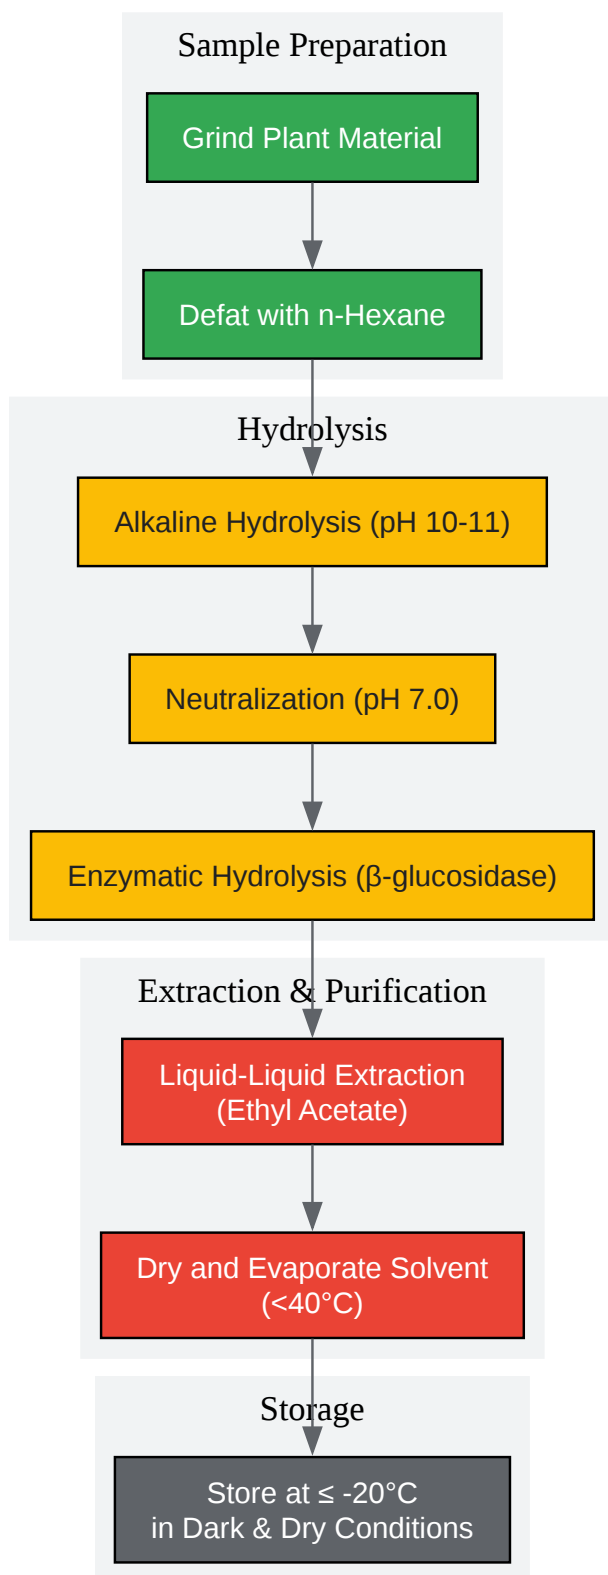 Sample Preparation
Grind Plant Material
Defat with n-Hexane
Hydrolysis
Alkaline Hydrolysis (pH 10-11)
Neutralization (pH 7.0)
Enzymatic Hydrolysis (β-glucosidase)
Extraction & Purification
Liquid-Liquid Extraction
(Ethyl Acetate)
Dry and Evaporate Solvent
(<40°C)
Storage
Store at ≤ -20°C
in Dark & Dry Conditions